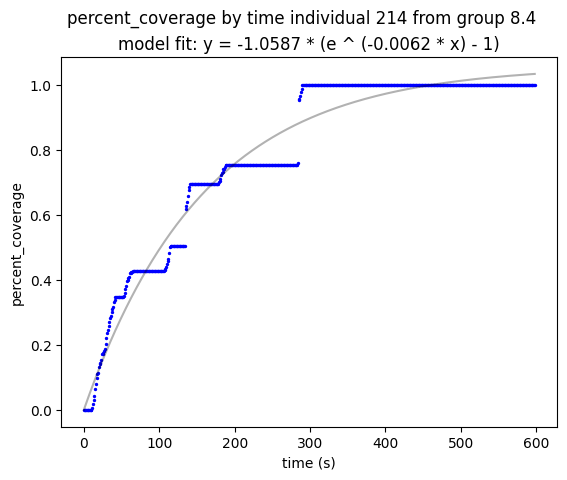 percent_coverage by time individual 214 from group 8.4
model fit: y = -1.0587 * (e ^ (-0.0062 * x) - 1)
1.0
0.8
0.6
0.4
0.2
0.0
percent_coverage
0 100 200 300 400 500 600
time (s)